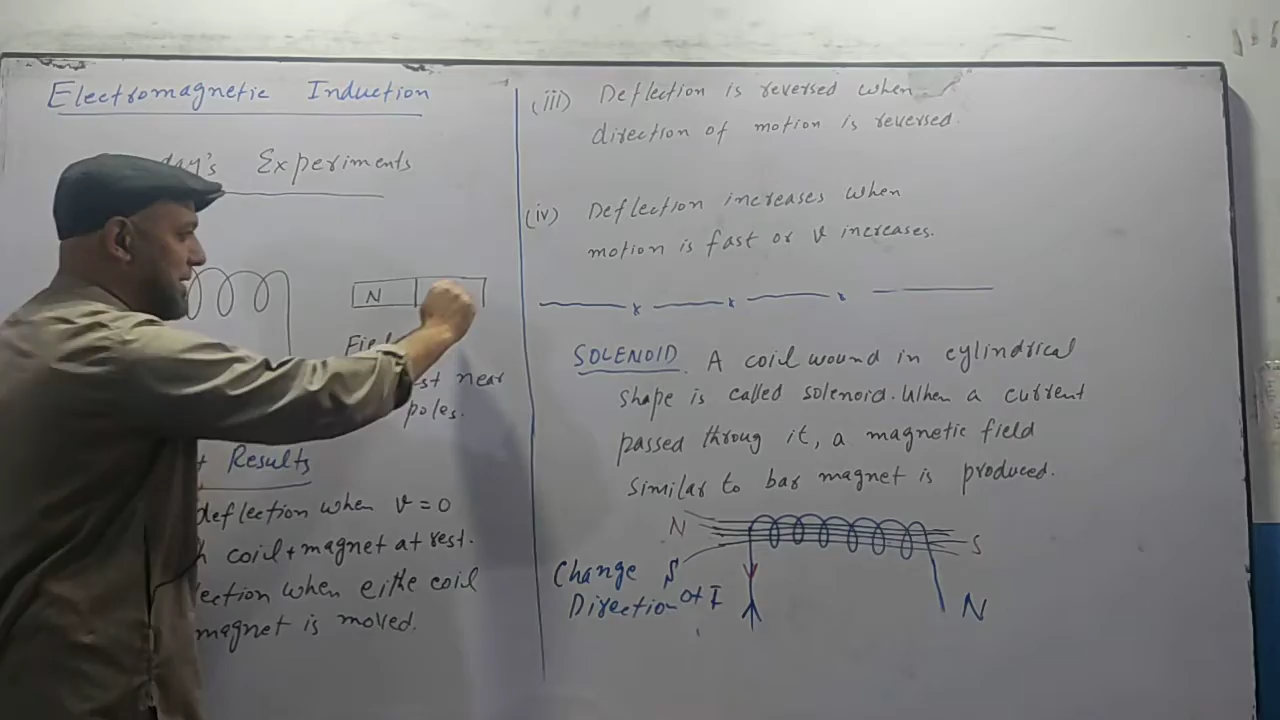 Electromagnetic Induction
day's Experiments
N
Fiel
st near
poles.
Results
deflection when v = 0
coil + magnet at rest.
ection when eithe coil
magnet is moved.
(iii) Deflection is reversed when
direction of motion is reversed.
(iv) Deflection increases when
motion is fast or v increases.
SOLENOID. A coil wound in cylindrical
shape is called solenoid. When a current
passed throug it, a magnetic field
similar to bar magnet is produced.
N
S
Change S
Direction of I
N